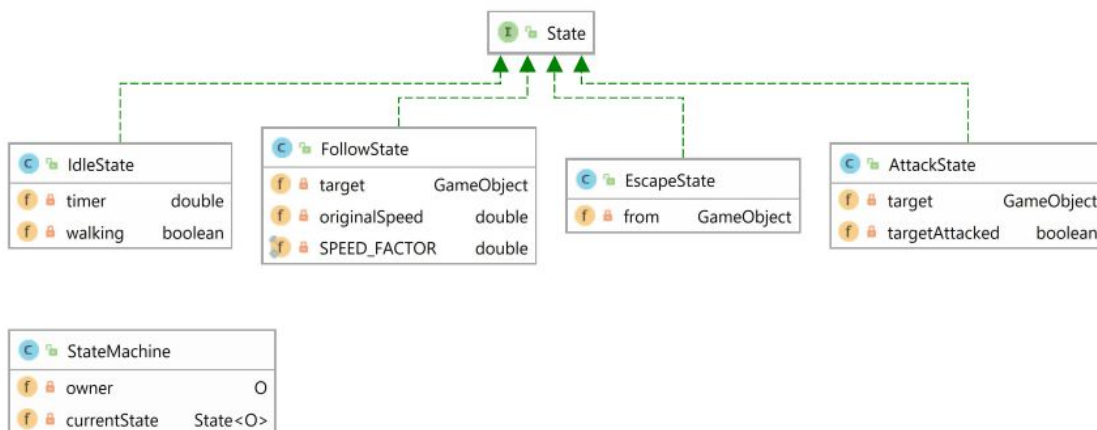 I State
C IdleState
f timer double
f walking boolean
C FollowState
f target GameObject
f originalSpeed double
f SPEED_FACTOR double
C EscapeState
f from GameObject
C AttackState
f target GameObject
f targetAttacked boolean
C StateMachine
f owner O
f currentState State<O>